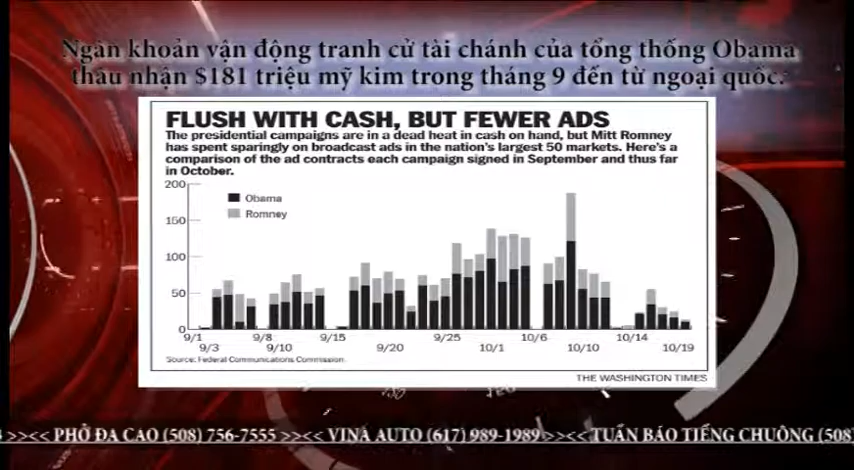 Ngân khoản vận động tranh cử tài chánh của tổng thống Obama
thâu nhận $181 triệu mỹ kim trong tháng 9 đến từ ngoại quốc.
FLUSH WITH CASH, BUT FEWER ADS
The presidential campaigns are in a dead heat in cash on hand, but Mitt Romney
has spent sparingly on broadcast ads in the nation's largest 50 markets. Here's a
comparison of the ad contracts each campaign signed in September and thus far
in October.
200
Obama
Romney
150
100
50
0
9/1 9/8 9/15 9/25 10/6 10/14
9/3 9/10 9/20 10/1 10/10 10/19
Source: Federal Communications Commission.
THE WASHINGTON TIMES
>><< PHỞ ĐA CAO (508) 756-7555 >><< VINA AUTO (617) 989-1989 >><< TUẦN BÁO TIẾNG CHUÔNG (508)